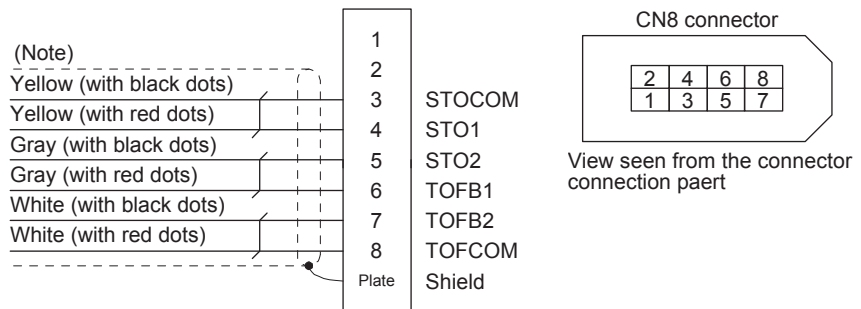 CN8 connector
(Note)
1
2
Yellow (with black dots)
3 STOCOM
Yellow (with red dots)
4 STO1
Gray (with black dots)
5 STO2
Gray (with red dots)
6 TOFB1
White (with black dots)
7 TOFB2
White (with red dots)
8 TOFCOM
Plate Shield
2 4 6 8
1 3 5 7
View seen from the connector
connection paert